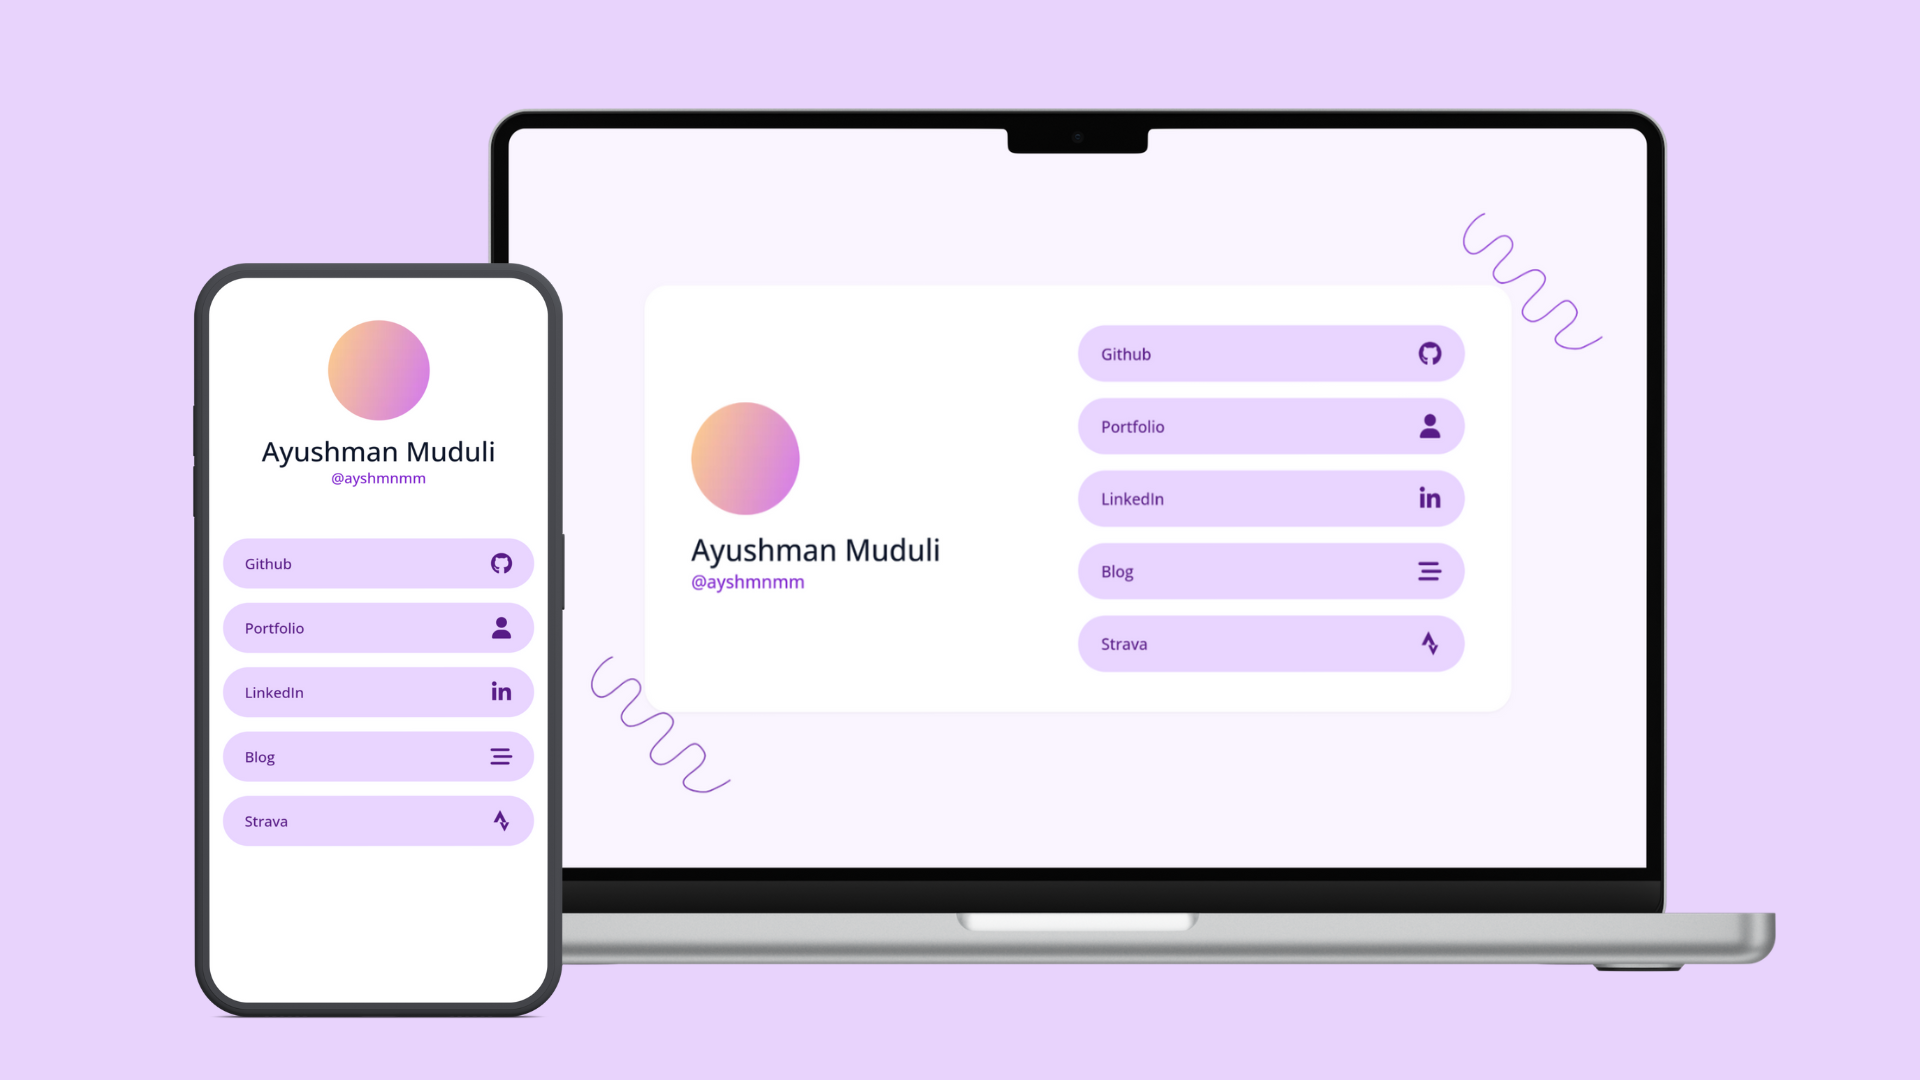 Ayushman Muduli
@ayshmnmm
Github
Portfolio
LinkedIn
Blog
Strava
Ayushman Muduli
@ayshmnmm
Github
Portfolio
LinkedIn
Blog
Strava